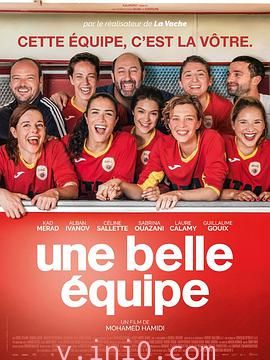 par le réalisateur de La Vache
CETTE ÉQUIPE, C'EST LA VÔTRE.
KAD MERAD
ALBAN IVANOV
CÉLINE SALLETTE
SABRINA OUAZANI
LAURE CALAMY
GUILLAUME GOUIX
une belle
équipe
UN FILM DE
MOHAMED HAMIDI
v.ini0.com